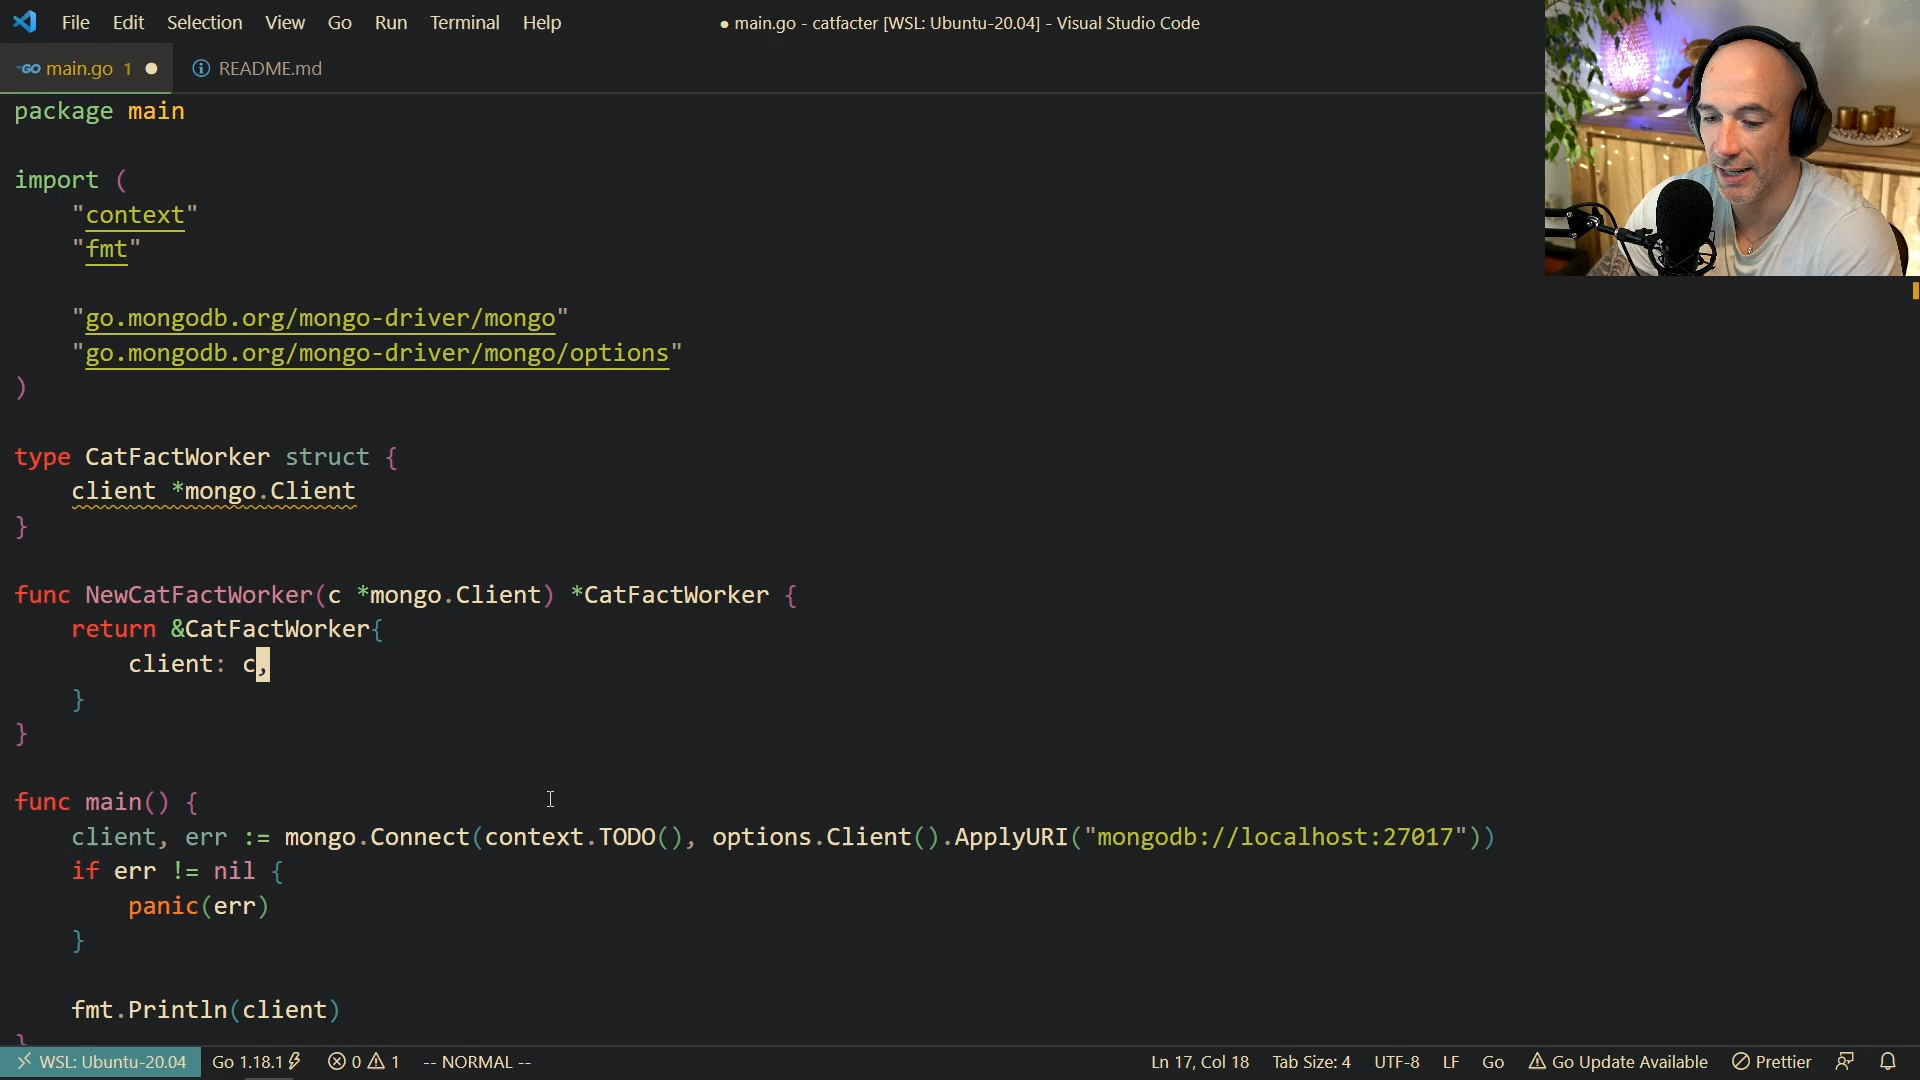 File Edit Selection View Go Run Terminal Help
● main.go - catfacter [WSL: Ubuntu-20.04] - Visual Studio Code
GO main.go 1 ● README.md
package main
import (
"context"
"fmt"
"go.mongodb.org/mongo-driver/mongo"
"go.mongodb.org/mongo-driver/mongo/options"
)
type CatFactWorker struct {
client *mongo.Client
}
func NewCatFactWorker(c *mongo.Client) *CatFactWorker {
return &CatFactWorker{
client: c,
}
}
func main() {
client, err := mongo.Connect(context.TODO(), options.Client().ApplyURI("mongodb://localhost:27017"))
if err != nil {
panic(err)
}
fmt.Println(client)
}
WSL: Ubuntu-20.04 Go 1.18.1 0 1 -- NORMAL -- Ln 17, Col 18 Tab Size: 4 UTF-8 LF Go Go Update Available Prettier